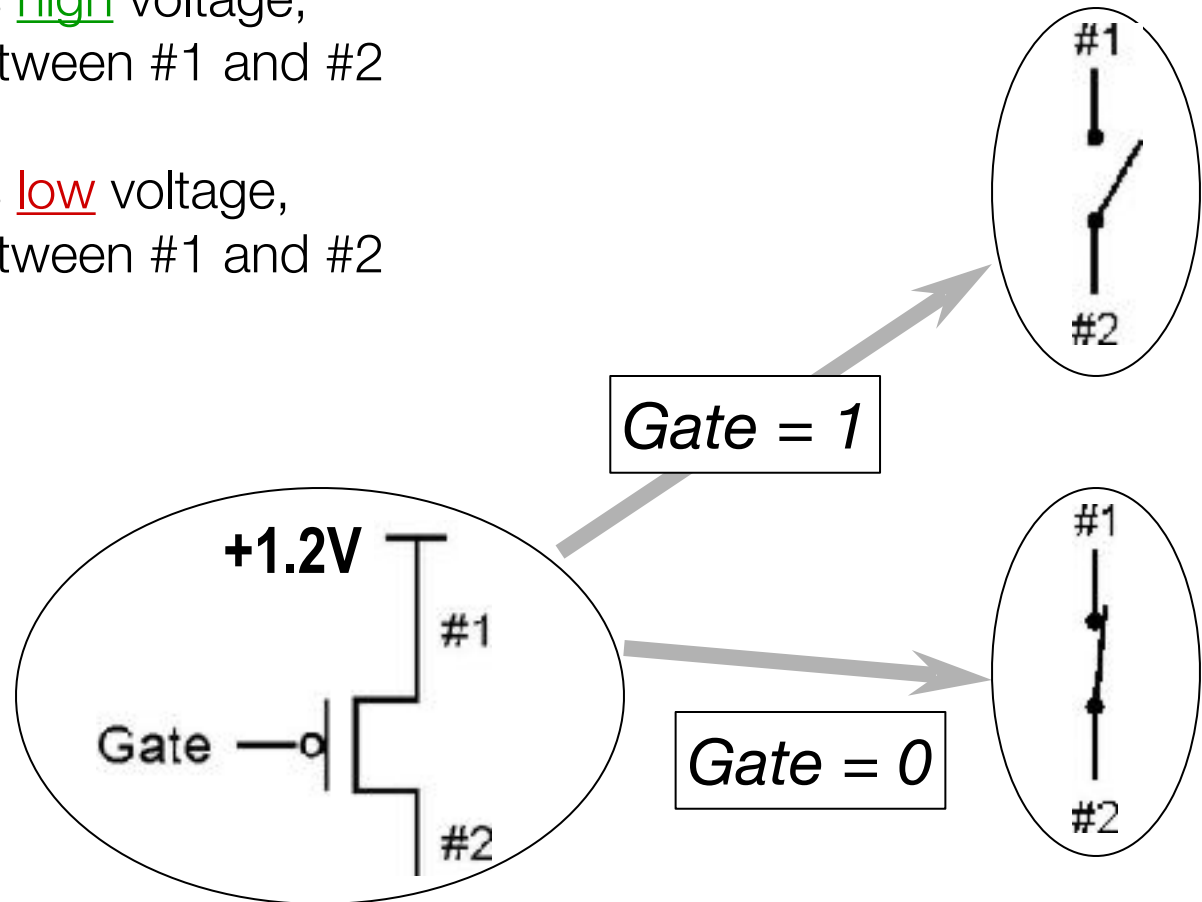 high voltage,
tween #1 and #2
low voltage,
tween #1 and #2
#1
#2
Gate = 1
+1.2V
#1
Gate
#2
Gate = 0
#1
#2